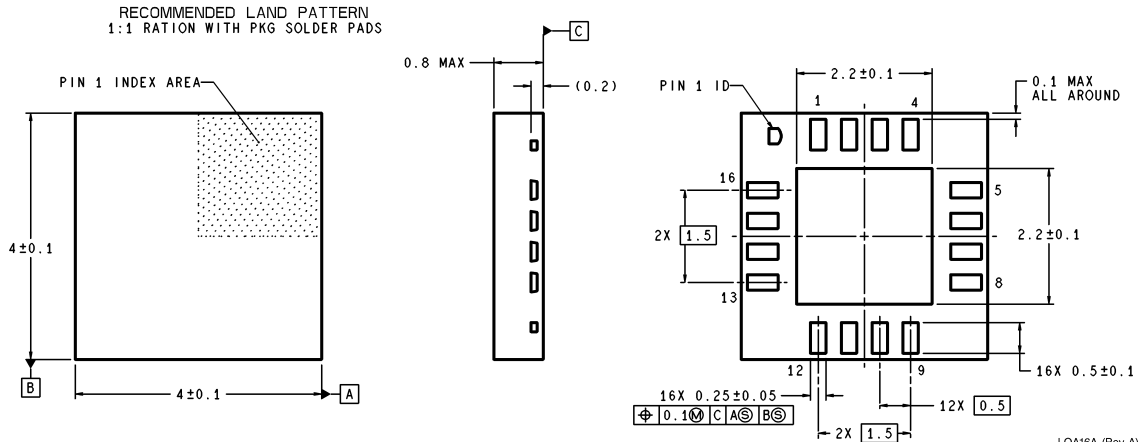 RECOMMENDED LAND PATTERN
1:1 RATION WITH PKG SOLDER PADS
PIN 1 INDEX AREA
4±0.1
B
4±0.1
A
0.8 MAX
C
(0.2)
PIN 1 ID
2.2±0.1
0.1 MAX
ALL AROUND
1
4
16
5
2X 1.5
2.2±0.1
13
8
12
9
16X 0.5±0.1
16X 0.25±0.05
⌖ 0.1Ⓜ C AⓈ BⓈ
12X 0.5
2X 1.5